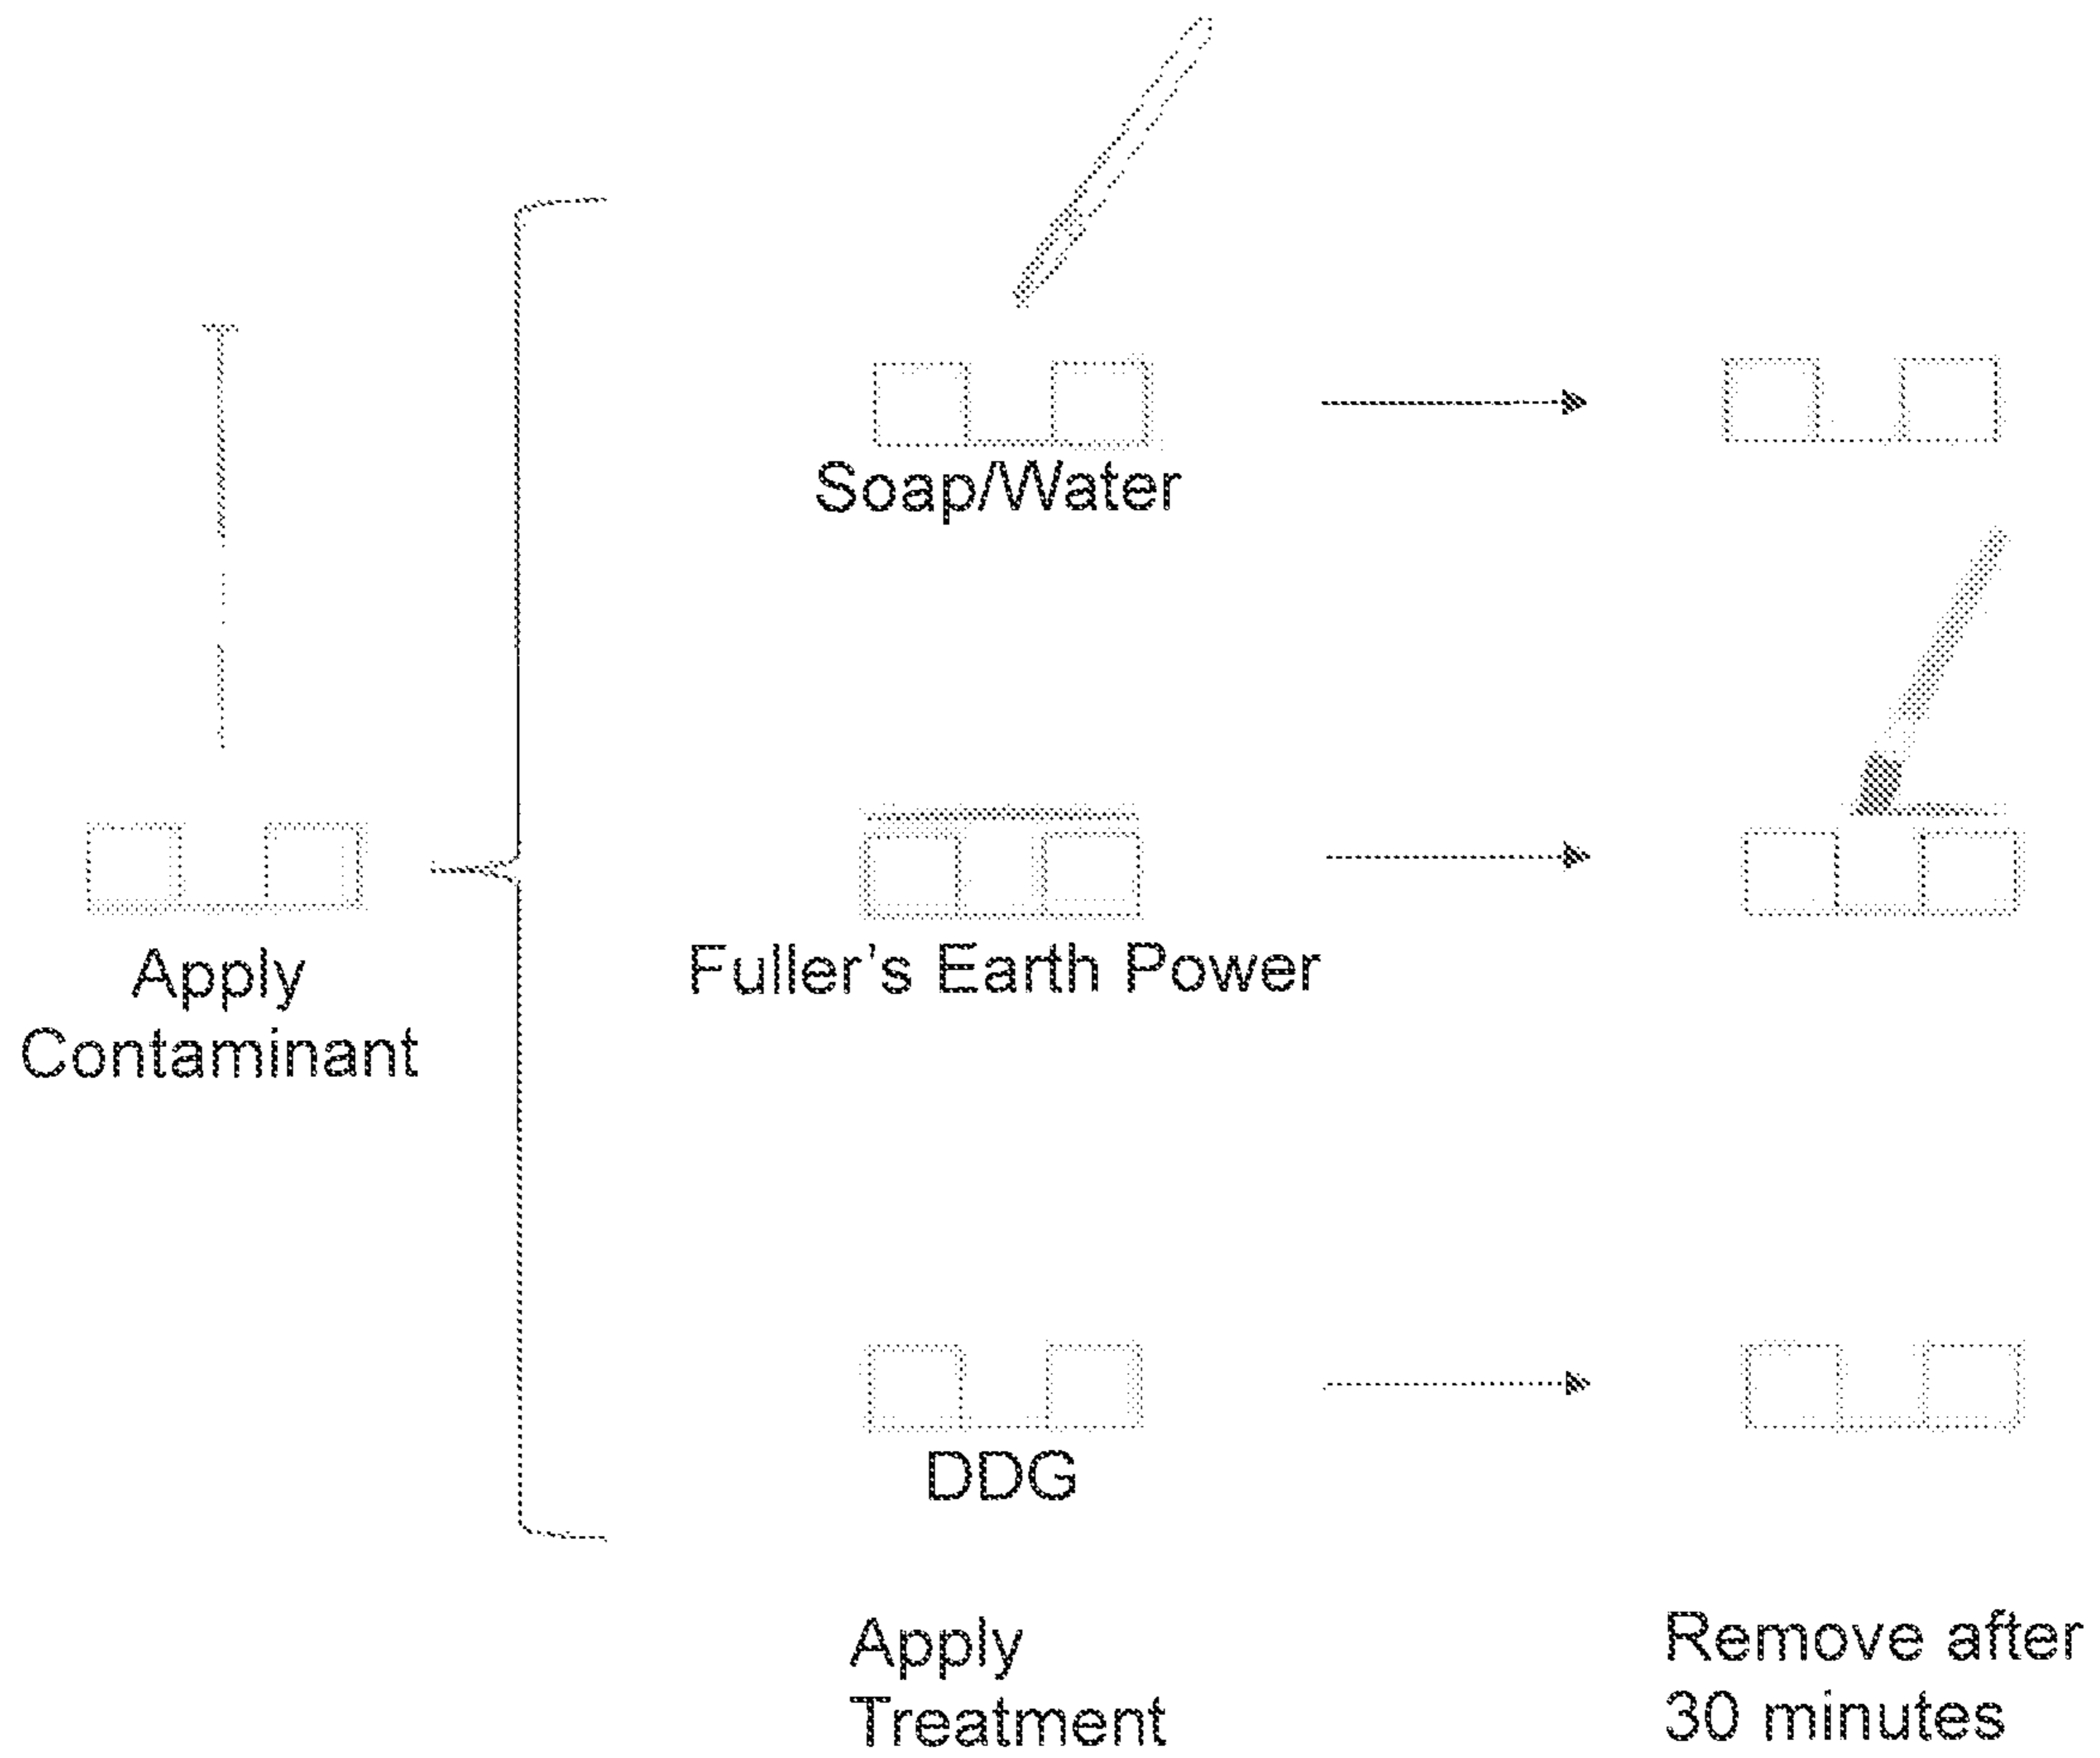 Soap/Water
Apply
Contaminant
Fuller's Earth Power
DDG
Apply
Treatment
Remove after
30 minutes